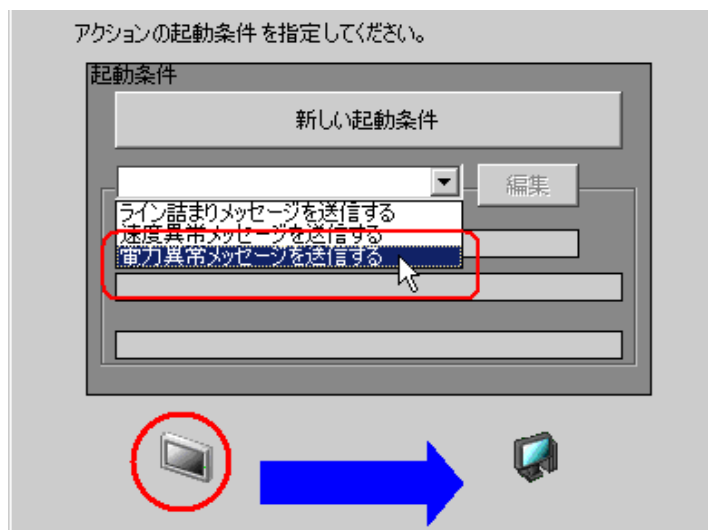 アクションの起動条件を指定してください。
起動条件
新しい起動条件
編集
ライン詰まりメッセージを送信する
速度異常メッセージを送信する
電力異常メッセージを送信する